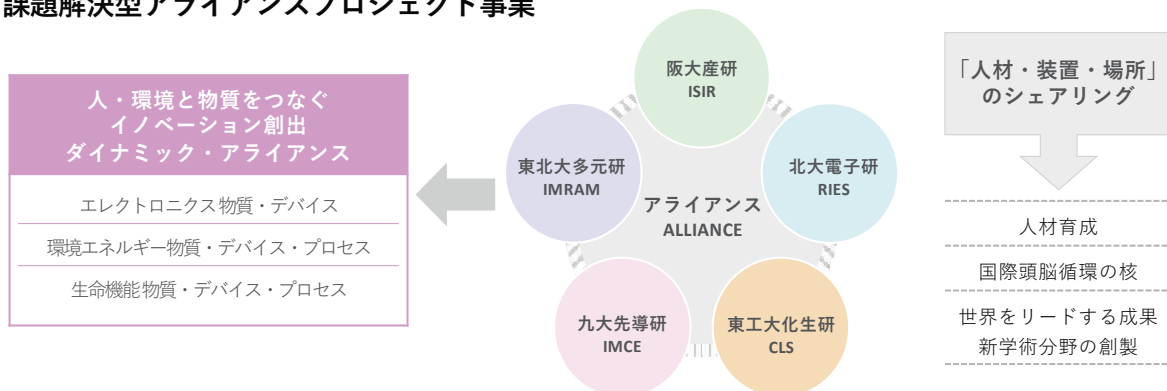 課題解決型アライアンスプロジェクト事業
人・環境と物質をつなぐ
イノベーション創出
ダイナミック・アライアンス
エレクトロニクス物質・デバイス
環境エネルギー物質・デバイス・プロセス
生命機能物質・デバイス・プロセス
阪大産研
ISIR
東北大多元研
IMRAM
北大電子研
RIES
アライアンス
ALLIANCE
九大先導研
IMCE
東工大化生研
CLS
「人材・装置・場所」
のシェアリング
人材育成
国際頭脳循環の核
世界をリードする成果
新学術分野の創製